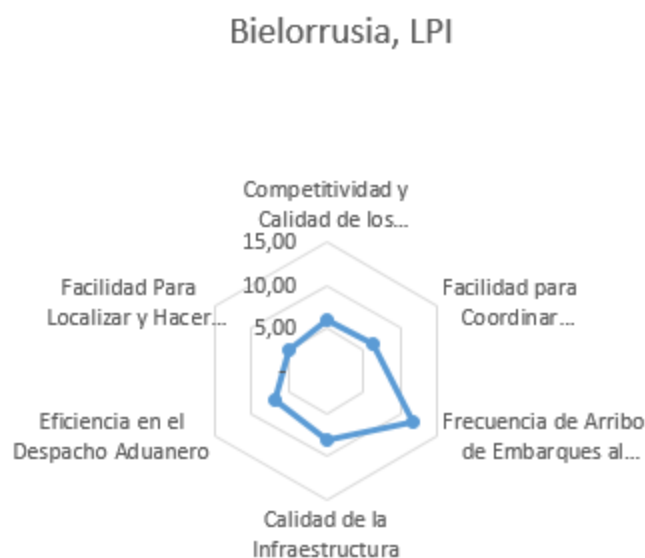 Bielorrusia, LPI
Competitividad y
Calidad de los...
15,00
10,00
5,00
-
Facilidad para
Coordinar...
Frecuencia de Arribo
de Embarques al...
Calidad de la
Infraestructura
Eficiencia en el
Despacho Aduanero
Facilidad Para
Localizar y Hacer...